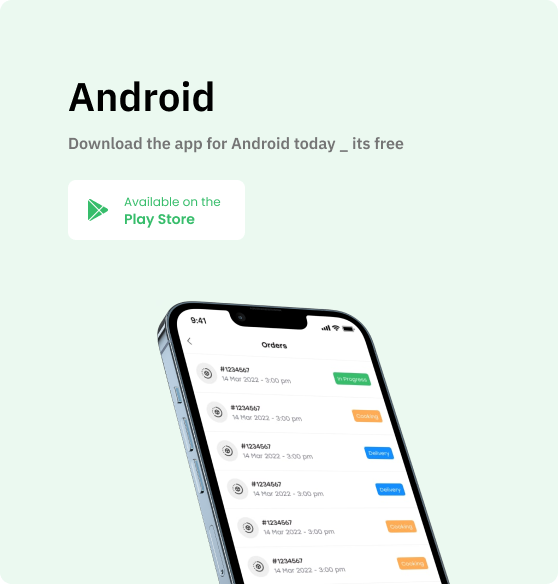 Android
Download the app for Android today _ its free
Available on the
Play Store
9:41
Orders
#1234567
14 Mar 2022 - 3:00 pm
In Progress
#1234567
14 Mar 2022 - 3:00 pm
Cooking
#1234567
14 Mar 2022 - 3:00 pm
Delivery
#1234567
14 Mar 2022 - 3:00 pm
Delivery
#1234567
14 Mar 2022 - 3:00 pm
Cooking
#1234567
14 Mar 2022 - 3:00 pm
Cooking